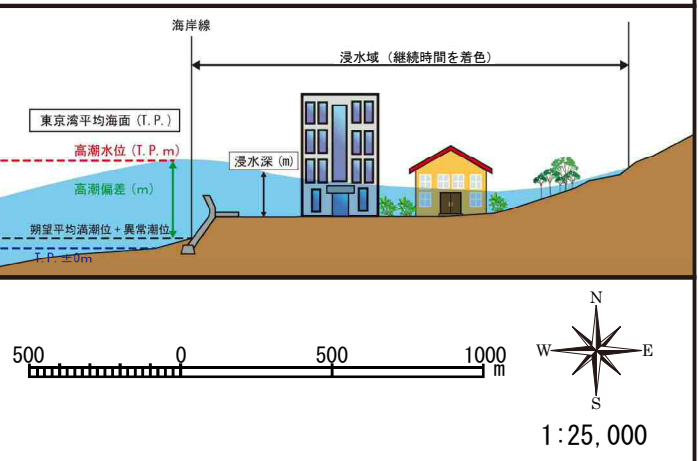 海岸線
浸水域（継続時間を着色）
東京湾平均海面（T.P.）
高潮水位（T.P. m）
浸水深（m）
高潮偏差（m）
朔望平均満潮位＋異常潮位
T.P.±0m
N
500 0 500 1000
m
W E
S
1:25,000